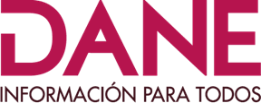 DANE
INFORMACIÓN PARA TODOS